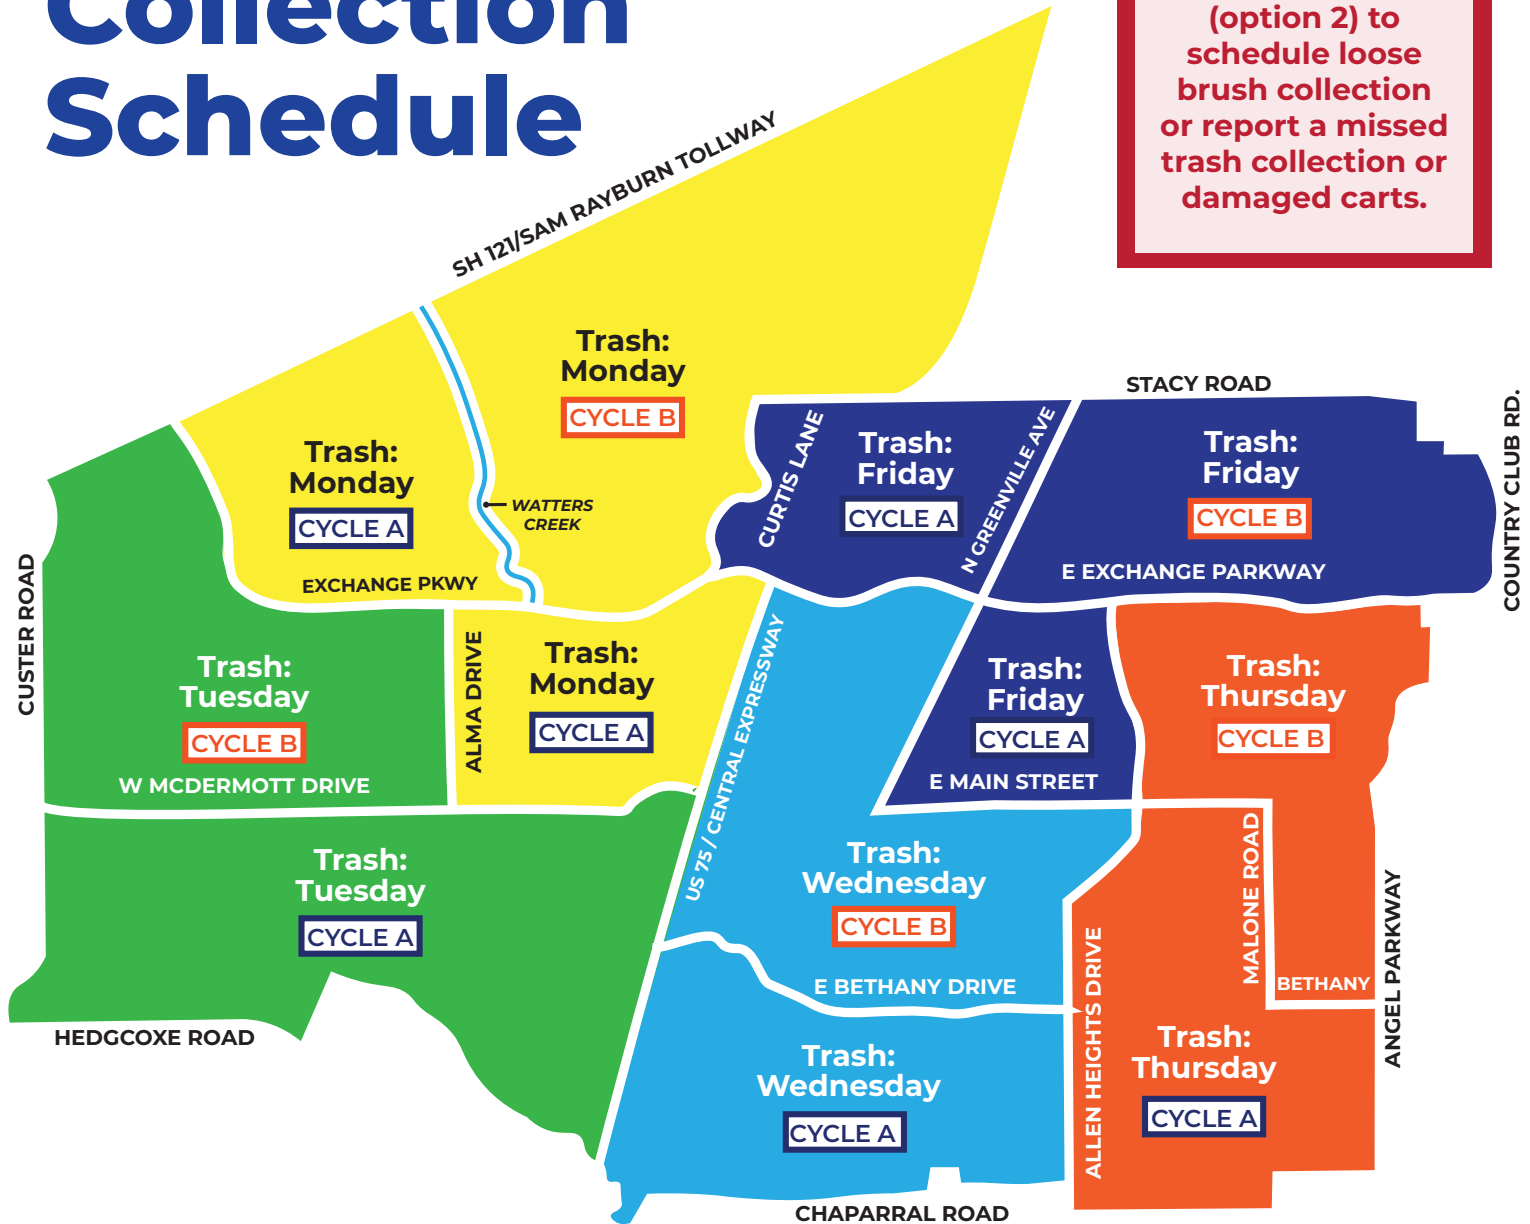 Collection
Schedule
(option 2) to
schedule loose
brush collection
or report a missed
trash collection or
damaged carts.
SH 121/SAM RAYBURN TOLLWAY
Trash:
Monday
CYCLE B
STACY ROAD
COUNTRY CLUB RD.
Trash:
Monday
CYCLE A
WATTERS
CREEK
CURTIS LANE
Trash:
Friday
CYCLE A
N GREENVILLE AVE
Trash:
Friday
CYCLE B
EXCHANGE PKWY
E EXCHANGE PARKWAY
CUSTER ROAD
Trash:
Tuesday
CYCLE B
W MCDERMOTT DRIVE
ALMA DRIVE
Trash:
Monday
CYCLE A
US 75 / CENTRAL EXPRESSWAY
Trash:
Friday
CYCLE A
E MAIN STREET
Trash:
Thursday
CYCLE B
Trash:
Tuesday
CYCLE A
Trash:
Wednesday
CYCLE B
E BETHANY DRIVE
MALONE ROAD
BETHANY
ANGEL PARKWAY
HEDGCOXE ROAD
Trash:
Wednesday
CYCLE A
ALLEN HEIGHTS DRIVE
Trash:
Thursday
CYCLE A
CHAPARRAL ROAD